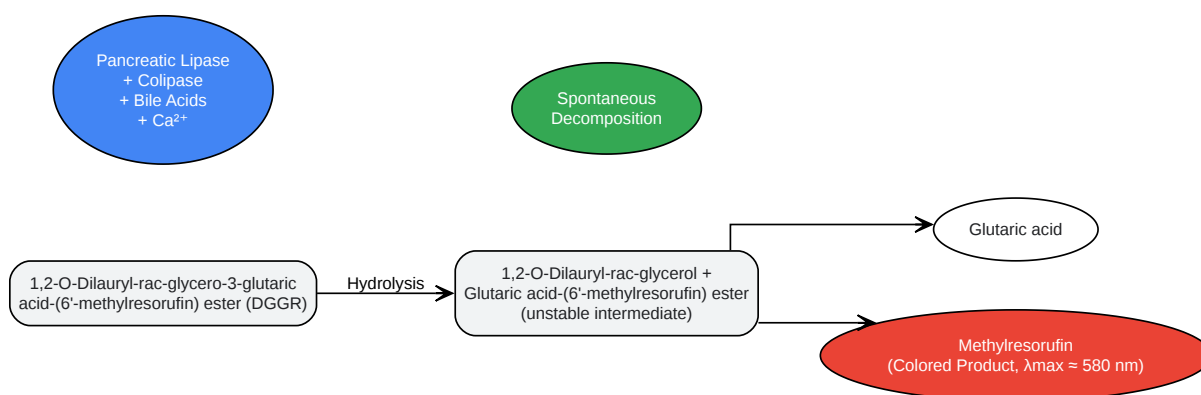 Pancreatic Lipase
+ Colipase
+ Bile Acids
+ Ca²⁺
Spontaneous
Decomposition
Glutaric acid
1,2-O-Dilauryl-rac-glycero-3-glutaric
acid-(6'-methylresorufin) ester (DGGR)
Hydrolysis
1,2-O-Dilauryl-rac-glycerol +
Glutaric acid-(6'-methylresorufin) ester
(unstable intermediate)
Methylresorufin
(Colored Product, λmax ≈ 580 nm)